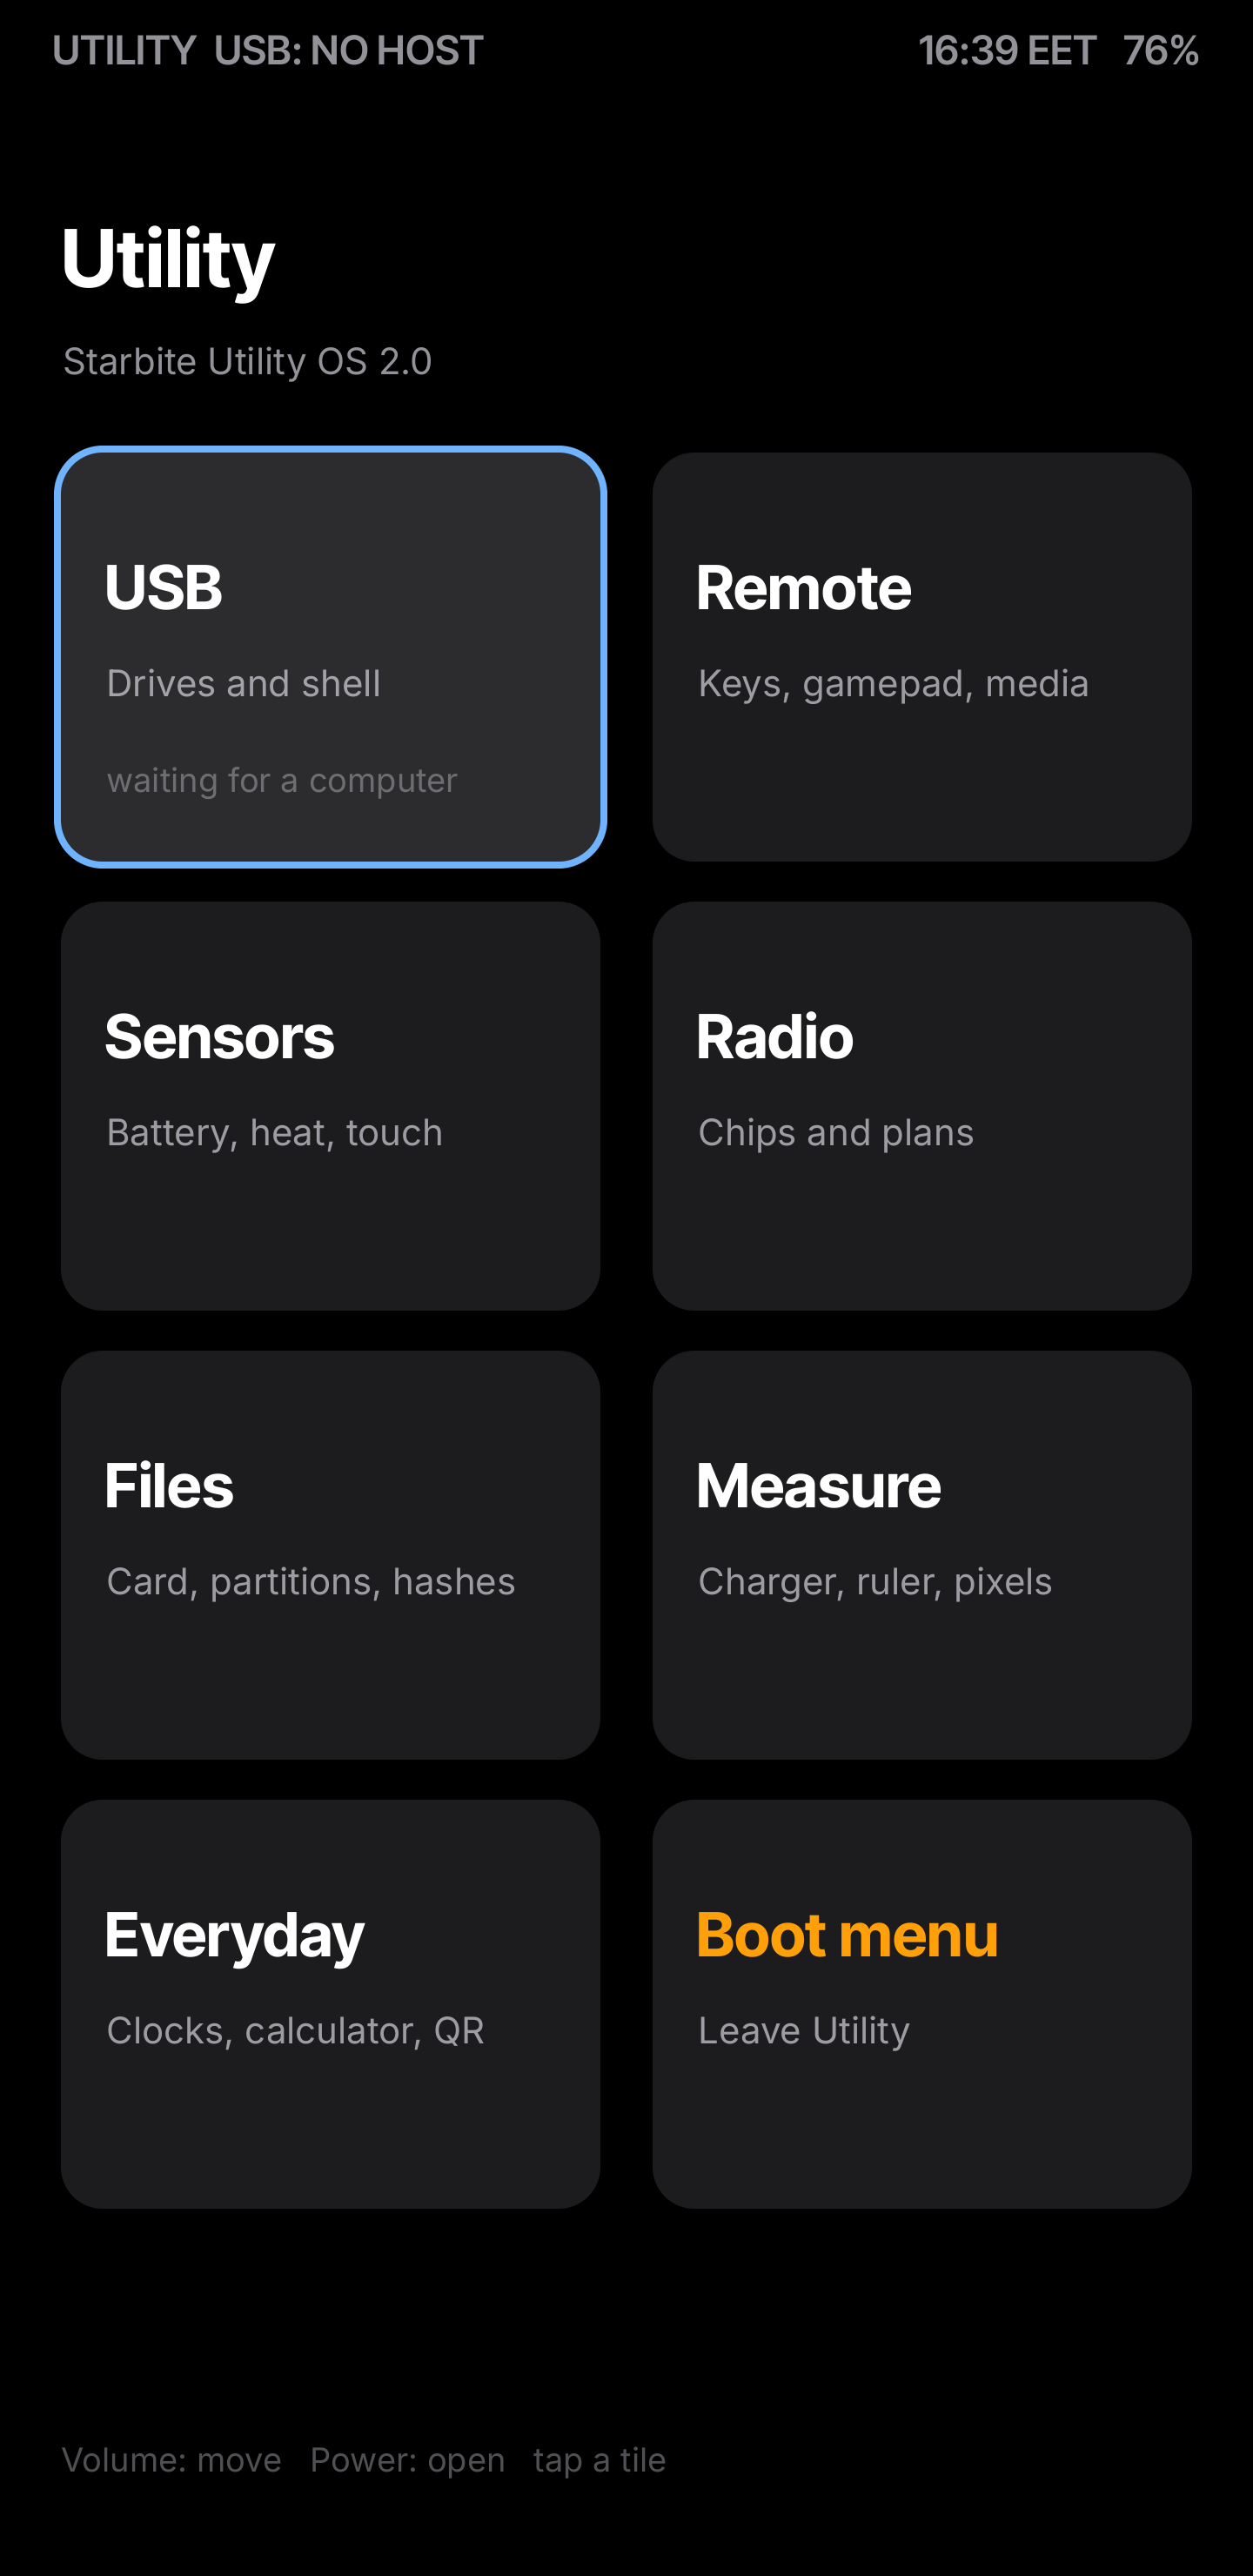 UTILITY USB: NO HOST 16:39 EET 76%
Utility
Starbite Utility OS 2.0
USB
Drives and shell
waiting for a computer
Remote
Keys, gamepad, media
Sensors
Battery, heat, touch
Radio
Chips and plans
Files
Card, partitions, hashes
Measure
Charger, ruler, pixels
Everyday
Clocks, calculator, QR
Boot menu
Leave Utility
Volume: move Power: open tap a tile